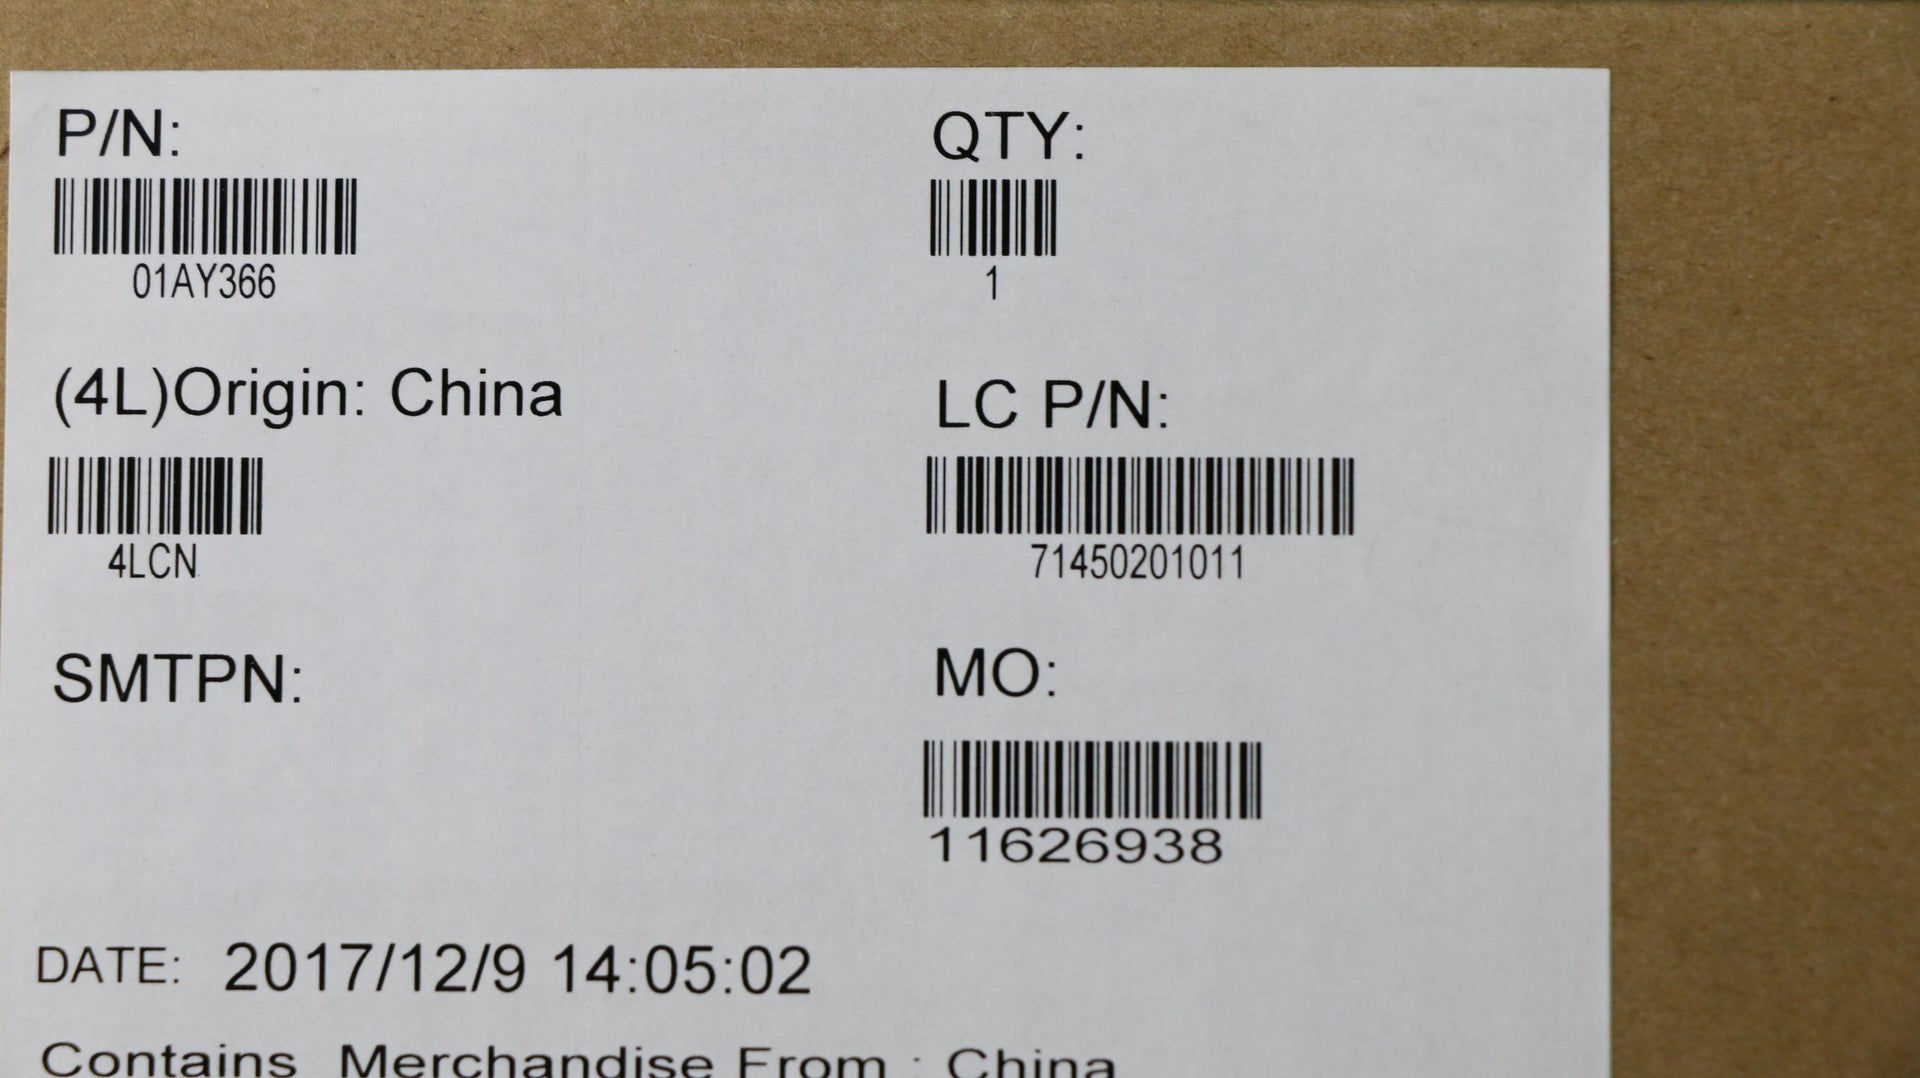 P/N:
QTY:
01AY366
1
(4L)Origin: China
LC P/N:
4LCN
71450201011
SMTPN:
MO:
11626938
DATE: 2017/12/9 14:05:02
Contains Merchandise From : China